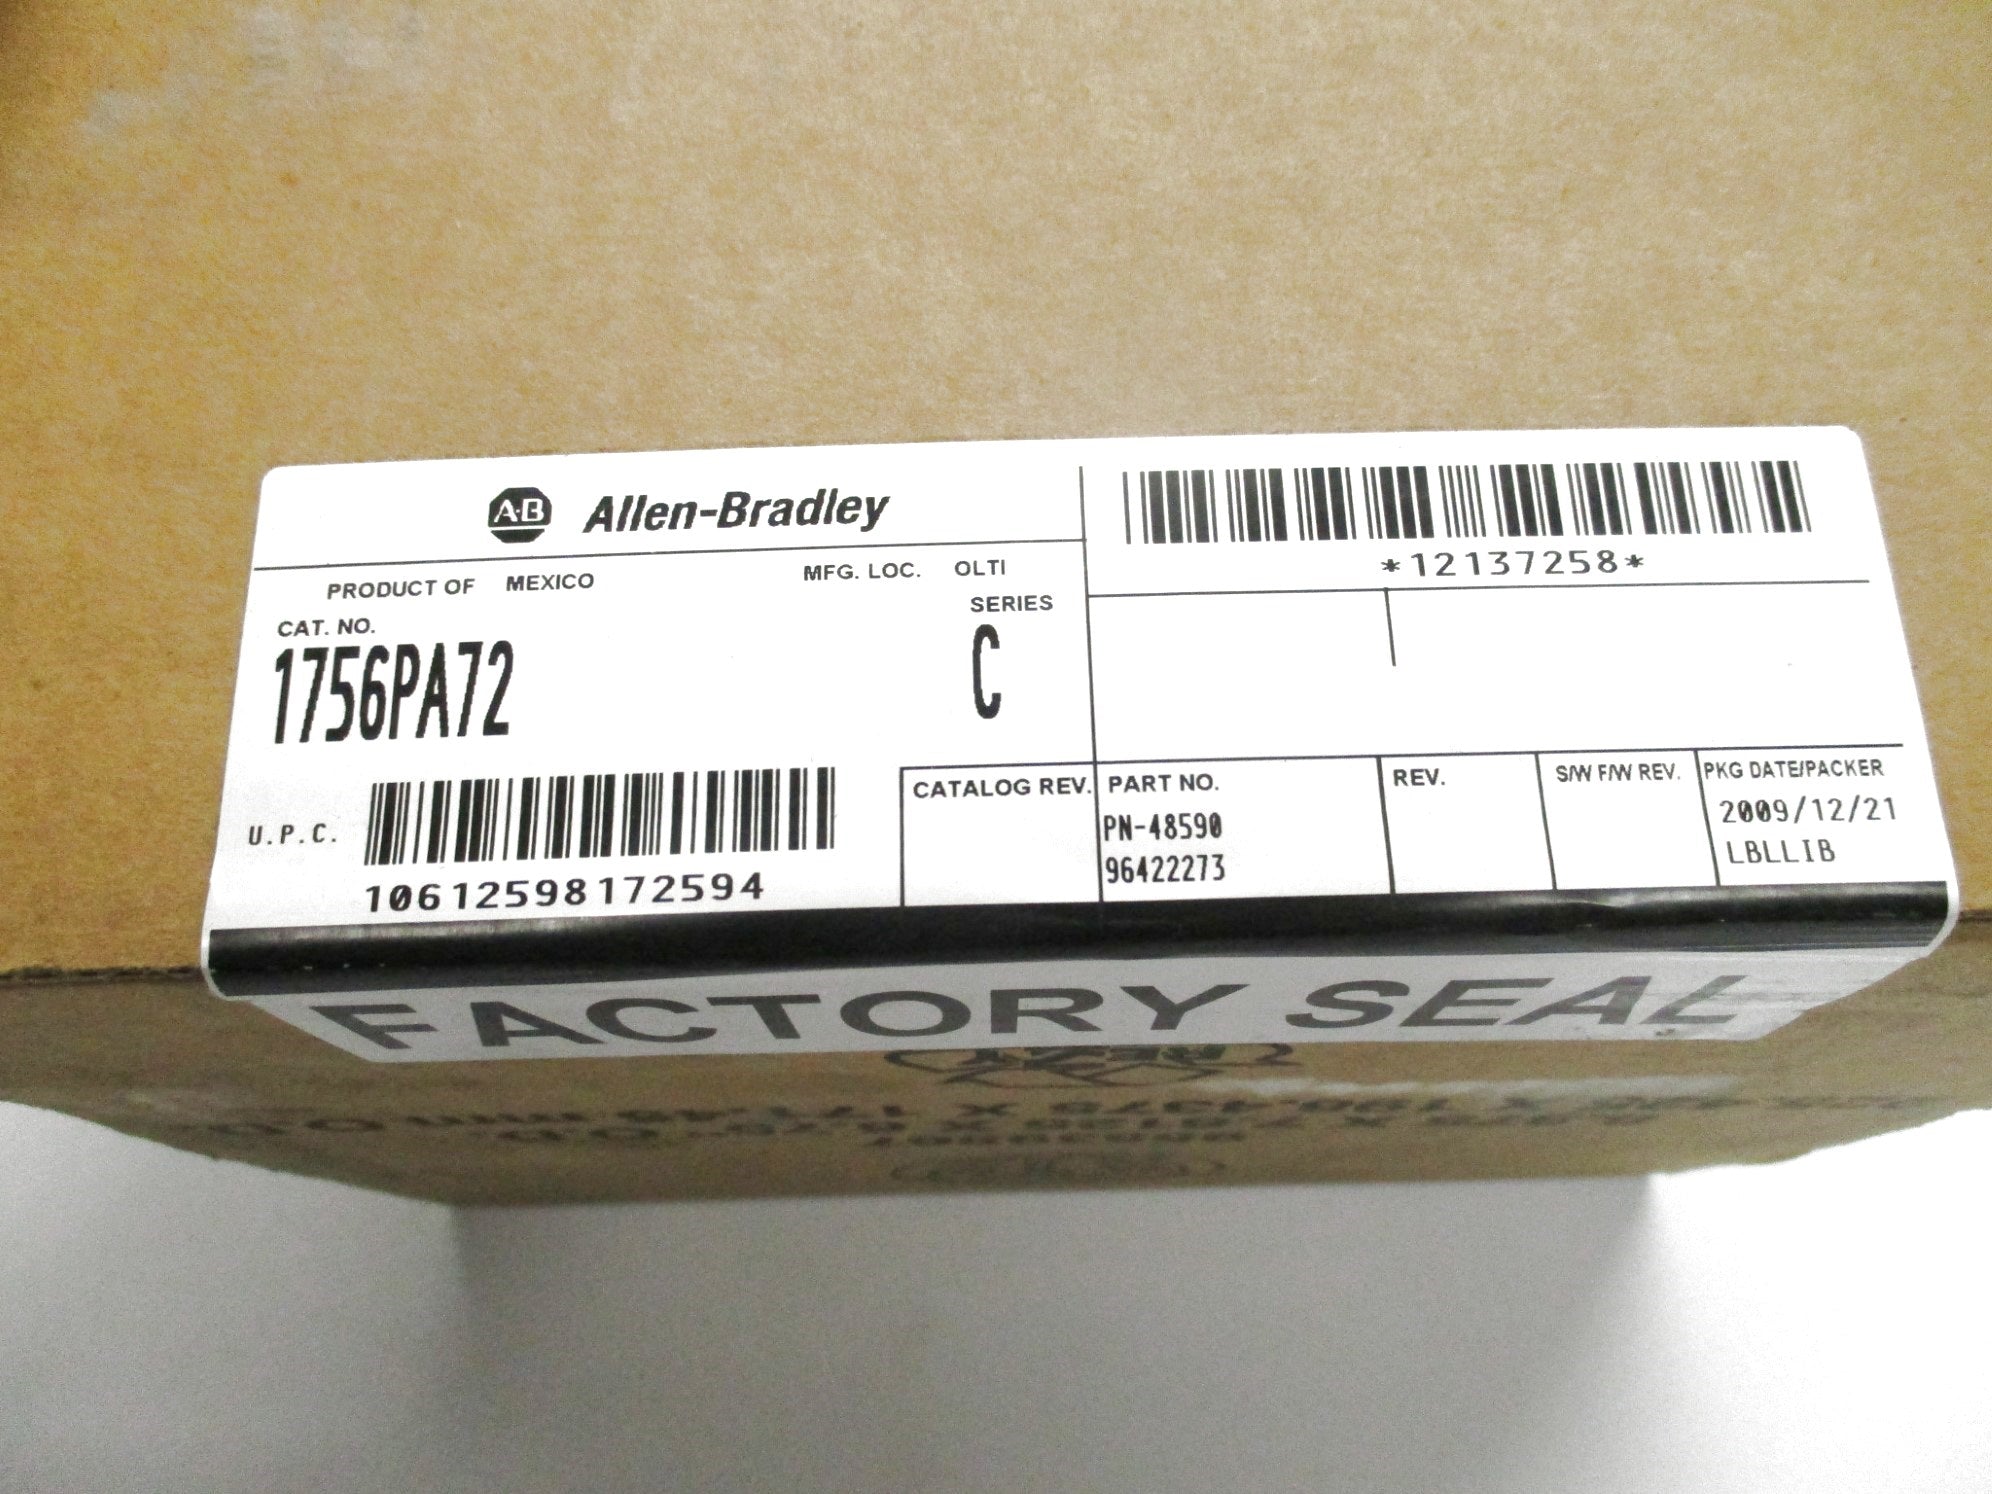 A-B Allen-Bradley
*12137258*
PRODUCT OF MEXICO MFG. LOC. OLTI
CAT. NO. SERIES
1756PA72 C
U.P.C.
10612598172594
CATALOG REV. PART NO. REV. S/W F/W REV. PKG DATE/PACKER
PN-48590 2009/12/21
96422273 LBLLIB
FACTORY SEAL